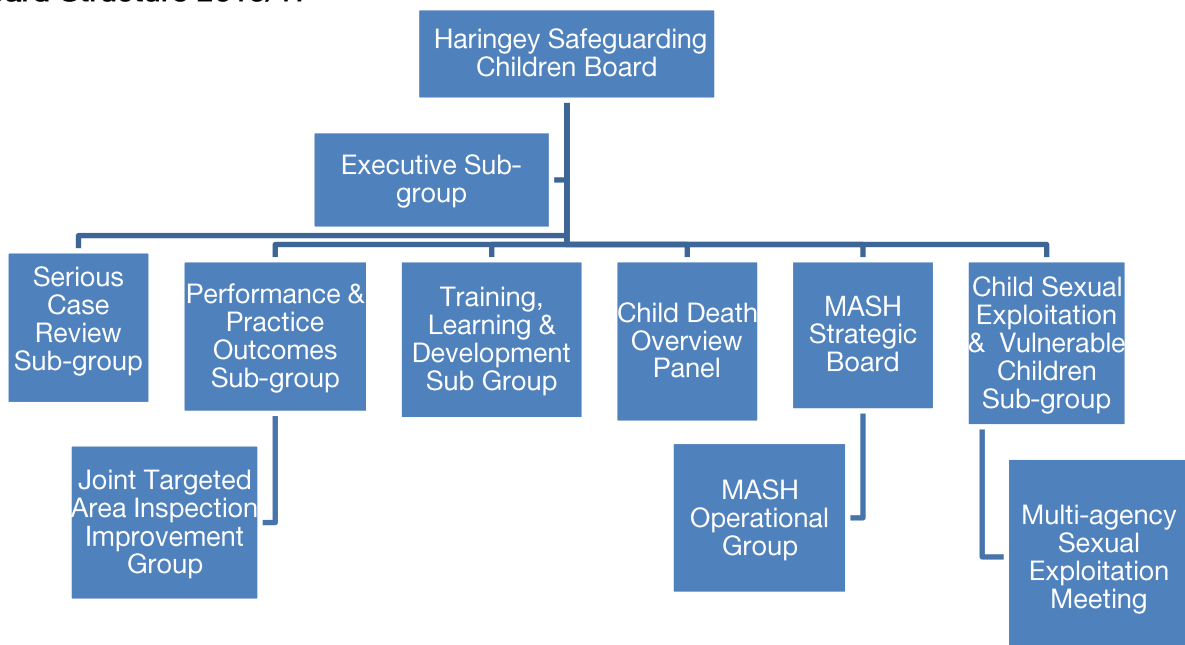 Haringey Safeguarding
Children Board
Executive Sub-
group
Serious
Case
Review
Sub-group
Performance &
Practice
Outcomes
Sub-group
Training,
Learning &
Development
Sub Group
Child Death
Overview
Panel
MASH
Strategic
Board
Child Sexual
Exploitation
& Vulnerable
Children
Sub-group
Joint Targeted
Area Inspection
Improvement
Group
MASH
Operational
Group
Multi-agency
Sexual
Exploitation
Meeting